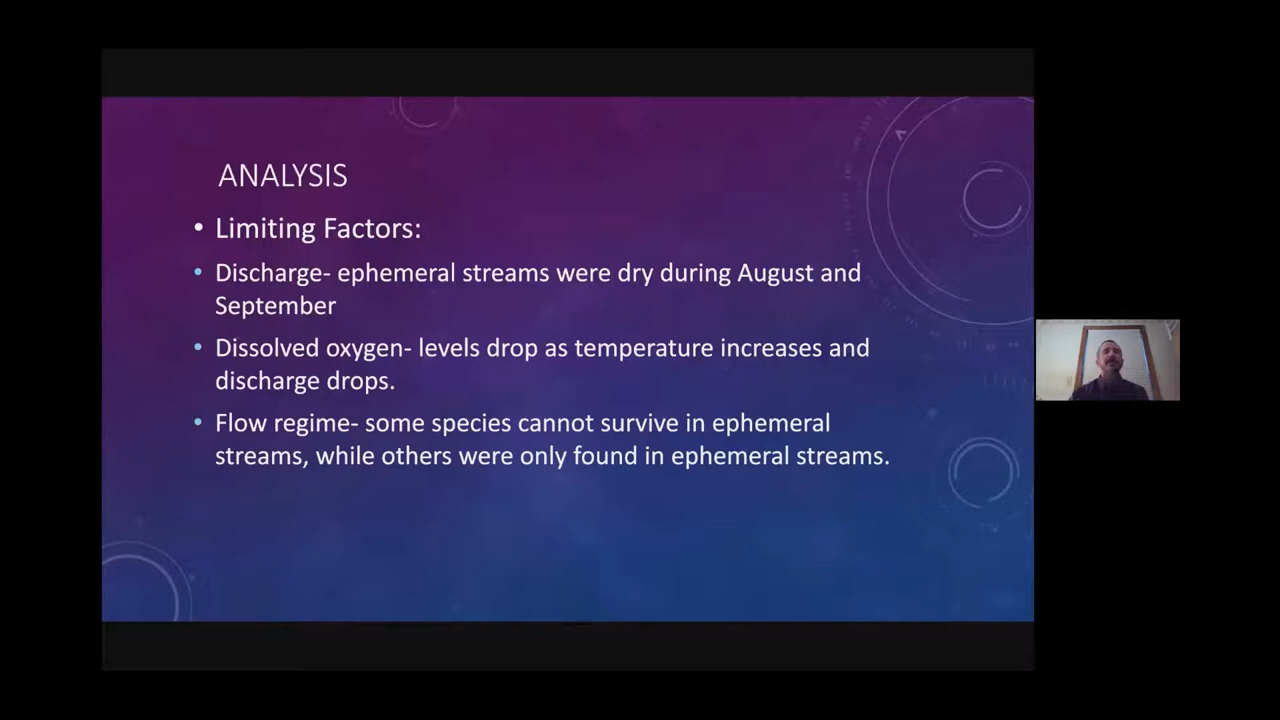 ANALYSIS
• Limiting Factors:
• Discharge- ephemeral streams were dry during August and
September
• Dissolved oxygen- levels drop as temperature increases and
discharge drops.
• Flow regime- some species cannot survive in ephemeral
streams, while others were only found in ephemeral streams.